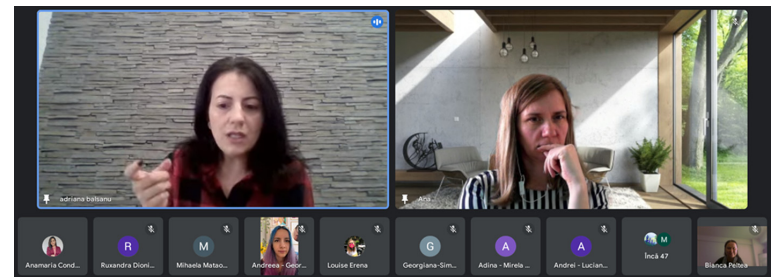 adriana balsanu
Ana
Anamaria Cond...
R
Ruxandra Dioni...
M
Mihaela Matao...
Andreea - Geor...
Louise Erena
G
Georgiana-Sim...
A
Adina - Mirela ...
A
Andrei - Lucian...
M
Încă 47
Bianca Peltea